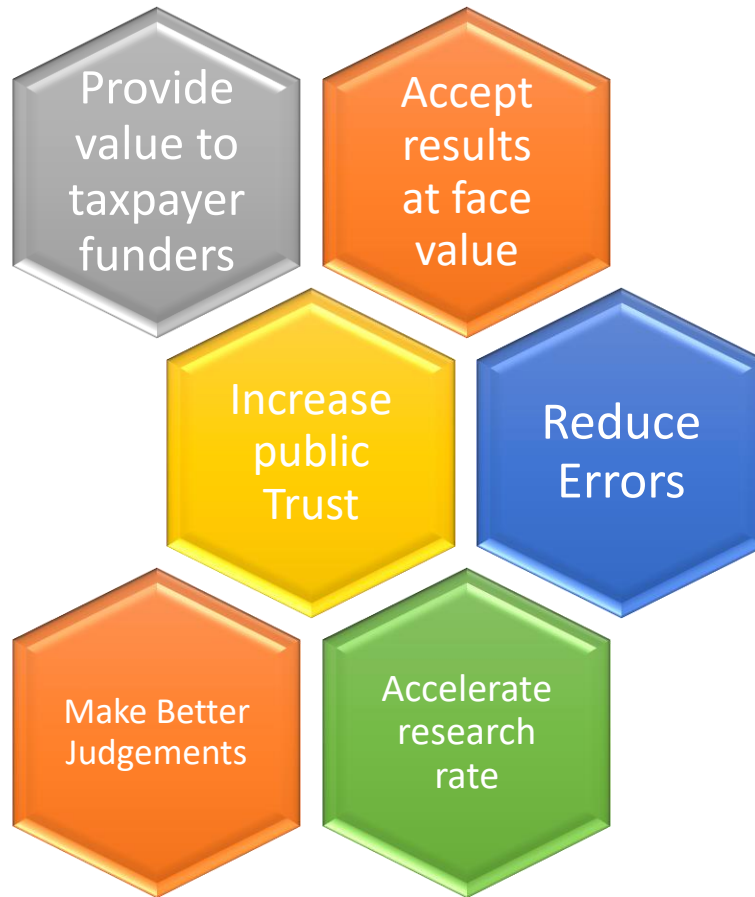 Provide
value to
taxpayer
funders
Accept
results
at face
value
Increase
public
Trust
Reduce
Errors
Make Better
Judgements
Accelerate
research
rate